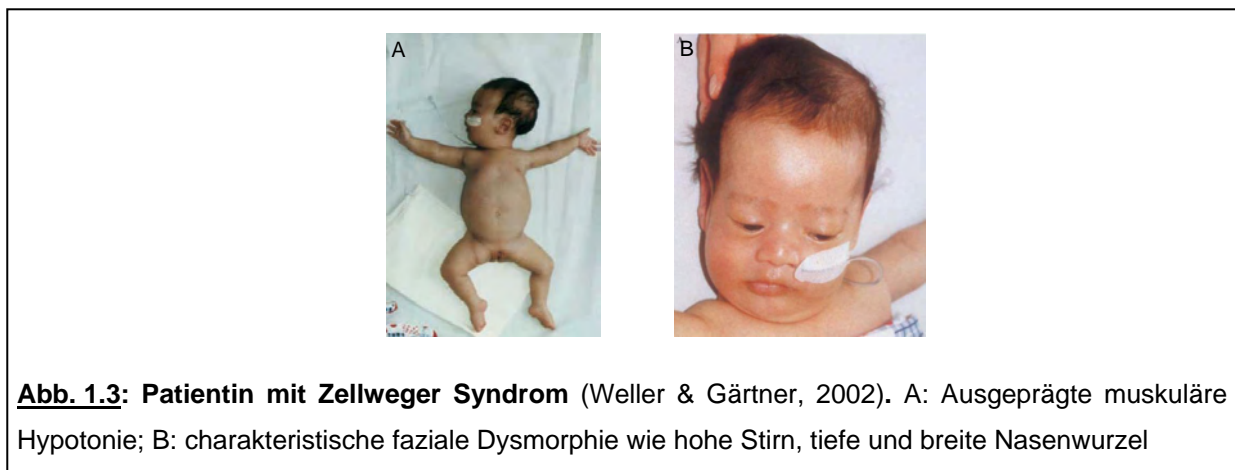 A
B
Abb. 1.3: Patientin mit Zellweger Syndrom (Weller & Gärtner, 2002). A: Ausgeprägte muskuläre
Hypotonie; B: charakteristische faziale Dysmorphie wie hohe Stirn, tiefe und breite Nasenwurzel